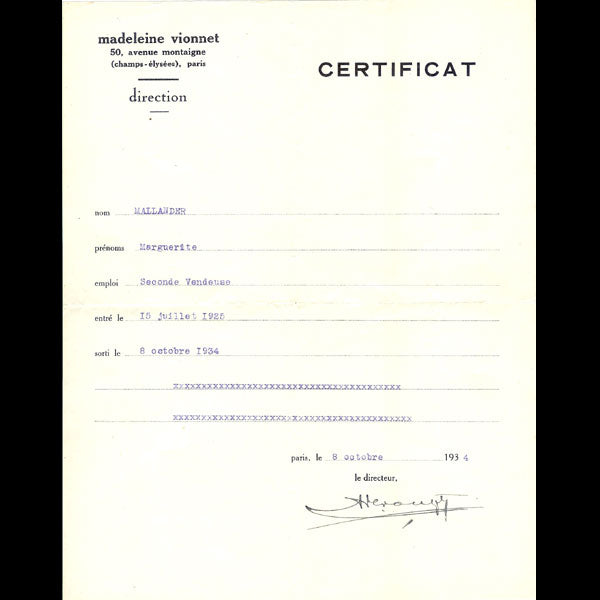 madeleine vionnet
50, avenue montaigne
(champs-élysées), paris
direction
CERTIFICAT
nom MALLANDER
prénoms Marguerite
emploi Seconde Vendeuse
entré le 15 juillet 1925
sorti le 8 octobre 1934
xxxxxxxxxxxxxxxxxxxxxxxxxxxxxxxxxxxxxxxx
xxxxxxxxxxxxxxxxxxxxxxxxxxxxxxxxxxxxxxxxxx
paris, le 8 octobre 1934
le directeur,